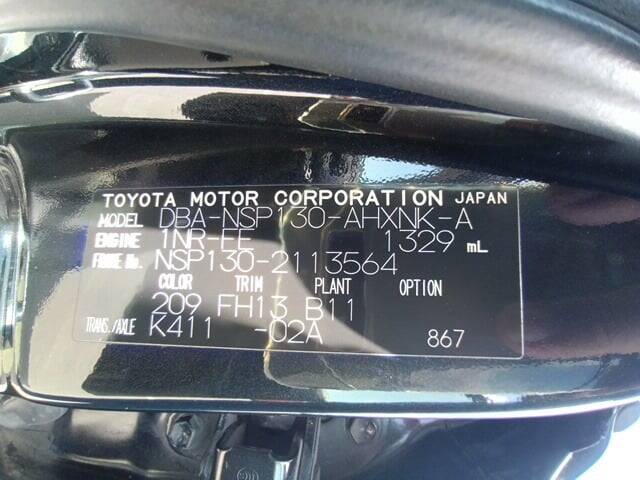 TOYOTA MOTOR CORPORATION JAPAN
MODEL DBA-NSP130-AHXNK-A
ENGINE 1NR-FE 1329 mL
FRAME No. NSP130-2113564
COLOR TRIM PLANT OPTION
209 FH13 B11
TRANS./AXLE K411 -02A 867